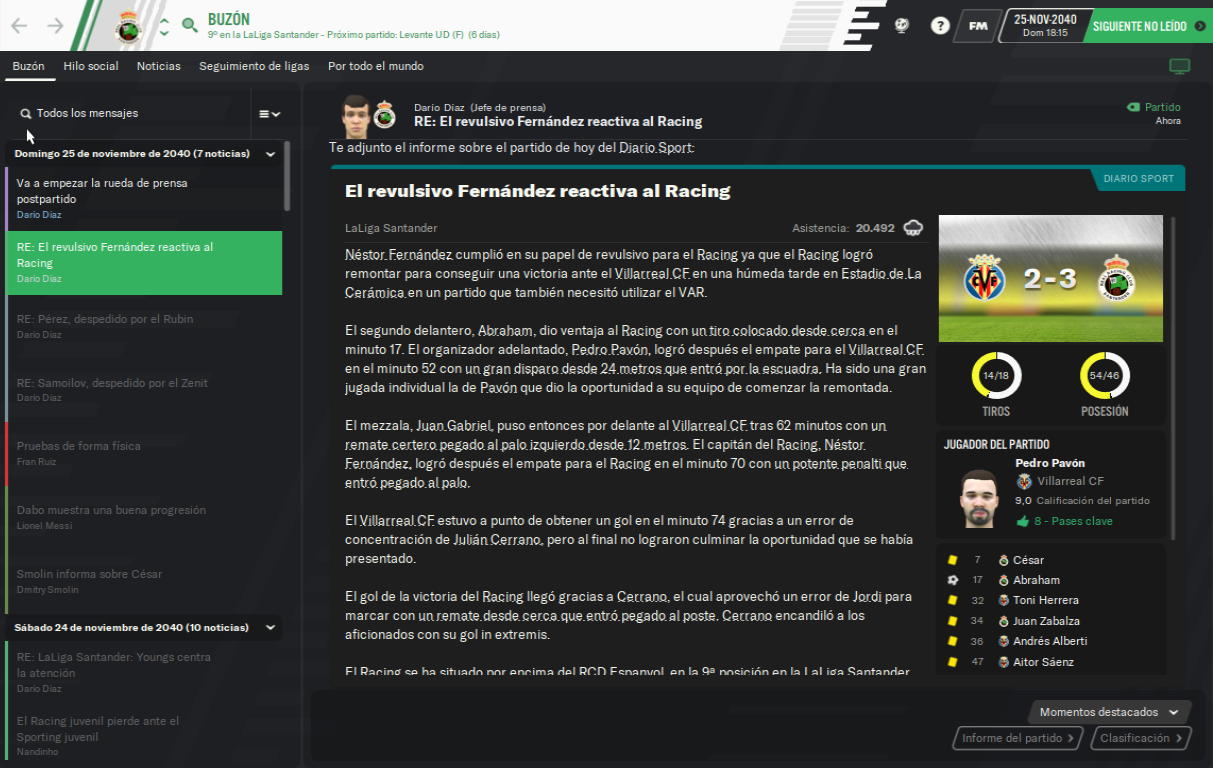 BUZÓN
9º en la LaLiga Santander - Próximo partido: Levante UD (F) (6 días)
FM
25-NOV-2040
Dom 18:15
SIGUIENTE NO LEÍDO
Buzón
Hilo social
Noticias
Seguimiento de ligas
Por todo el mundo
Todos los mensajes
Domingo 25 de noviembre de 2040 (7 noticias)
Va a empezar la rueda de prensa
postpartido
Darío Díaz
RE: El revulsivo Fernández reactiva al
Racing
Darío Díaz
RE: Pérez, despedido por el Rubin
Darío Díaz
RE: Samoilov, despedido por el Zenit
Darío Díaz
Pruebas de forma física
Fran Ruiz
Dabo muestra una buena progresión
Lionel Messi
Smolin informa sobre César
Dmitry Smolin
Sábado 24 de noviembre de 2040 (10 noticias)
RE: LaLiga Santander: Youngs centra
la atención
Darío Díaz
El Racing juvenil pierde ante el
Sporting juvenil
Nandinho
Darío Díaz (Jefe de prensa)
RE: El revulsivo Fernández reactiva al Racing
Partido
Ahora
Te adjunto el informe sobre el partido de hoy del Diario Sport:
DIARIO SPORT
El revulsivo Fernández reactiva al Racing
LaLiga Santander
Asistencia: 20.492
Néstor Fernández cumplió en su papel de revulsivo para el Racing ya que el Racing logró
remontar para conseguir una victoria ante el Villarreal CF en una húmeda tarde en Estadio de La
Cerámica en un partido que también necesitó utilizar el VAR.
El segundo delantero, Abraham, dio ventaja al Racing con un tiro colocado desde cerca en el
minuto 17. El organizador adelantado, Pedro Pavón, logró después el empate para el Villarreal CF
en el minuto 52 con un gran disparo desde 24 metros que entró por la escuadra. Ha sido una gran
jugada individual la de Pavón que dio la oportunidad a su equipo de comenzar la remontada.
El mezzala, Juan Gabriel, puso entonces por delante al Villarreal CF tras 62 minutos con un
remate certero pegado al palo izquierdo desde 12 metros. El capitán del Racing, Néstor
Fernández, logró después el empate para el Racing en el minuto 70 con un potente penalti que
entró pegado al palo.
El Villarreal CF estuvo a punto de obtener un gol en el minuto 74 gracias a un error de
concentración de Julián Cerrano, pero al final no lograron culminar la oportunidad que se había
presentado.
El gol de la victoria del Racing llegó gracias a Cerrano, el cual aprovechó un error de Jordi para
marcar con un remate desde cerca que entró pegado al poste. Cerrano encandiló a los
aficionados con su gol in extremis.
El Racing se ha situado por encima del RCD Espanyol, en la 9ª posición en la LaLiga Santander
2-3
14/18
TIROS
54/46
POSESIÓN
JUGADOR DEL PARTIDO
Pedro Pavón
Villarreal CF
9,0 Calificación del partido
8 - Pases clave
7 César
17 Abraham
32 Toni Herrera
34 Juan Zabalza
36 Andrés Alberti
47 Aitor Sáenz
Momentos destacados
Informe del partido
Clasificación